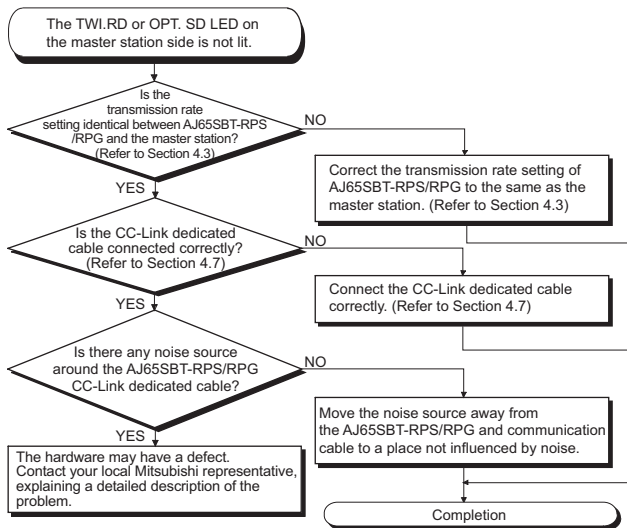 The TWI.RD or OPT. SD LED on
the master station side is not lit.
Is the
transmission rate
setting identical between AJ65SBT-RPS
/RPG and the master station?
(Refer to Section 4.3)
NO
YES
Correct the transmission rate setting of
AJ65SBT-RPS/RPG to the same as the
master station. (Refer to Section 4.3)
Is the CC-Link dedicated
cable connected correctly?
(Refer to Section 4.7)
NO
YES
Connect the CC-Link dedicated cable
correctly. (Refer to Section 4.7)
Is there any noise source
around the AJ65SBT-RPS/RPG
CC-Link dedicated cable?
NO
YES
Move the noise source away from
the AJ65SBT-RPS/RPG and communication
cable to a place not influenced by noise.
The hardware may have a defect.
Contact your local Mitsubishi representative,
explaining a detailed description of the
problem.
Completion